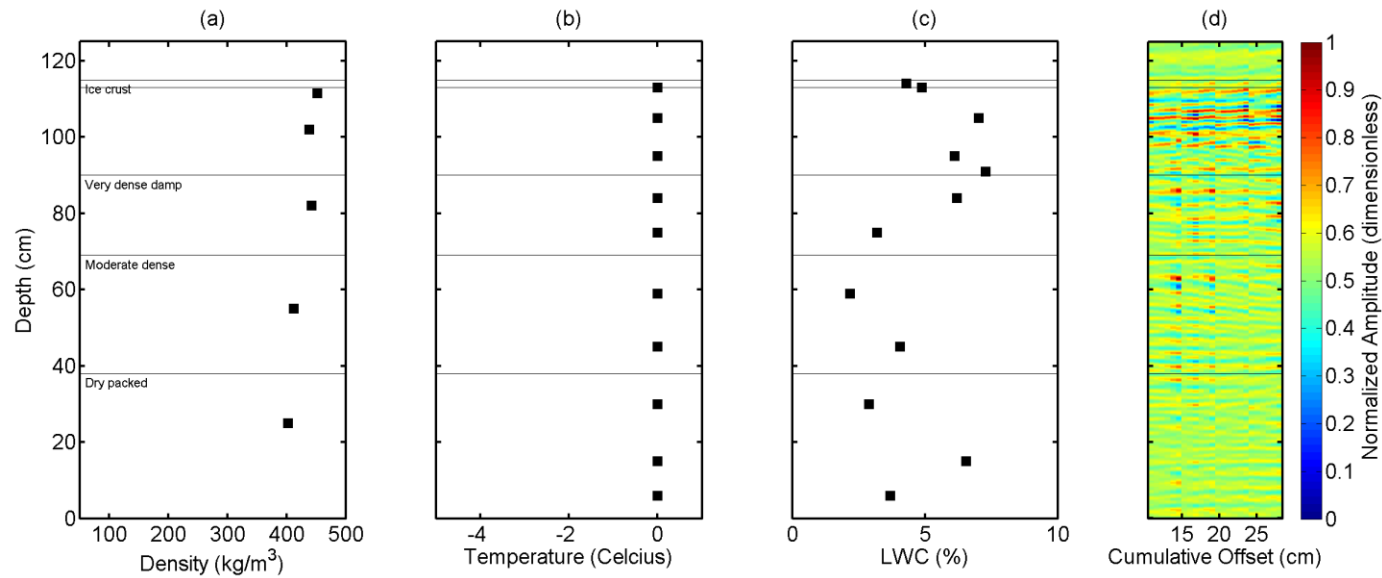 (a)
(b)
(c)
(d)
Depth (cm)
120
100
80
60
40
20
0
Ice crust
Very dense damp
Moderate dense
Dry packed
100 200 300 400 500
Density (kg/m³)
-4 -2 0
Temperature (Celcius)
0 5 10
LWC (%)
15 20 25
Cumulative Offset (cm)
1
0.9
0.8
0.7
0.6
0.5
0.4
0.3
0.2
0.1
0
Normalized Amplitude (dimensionless)